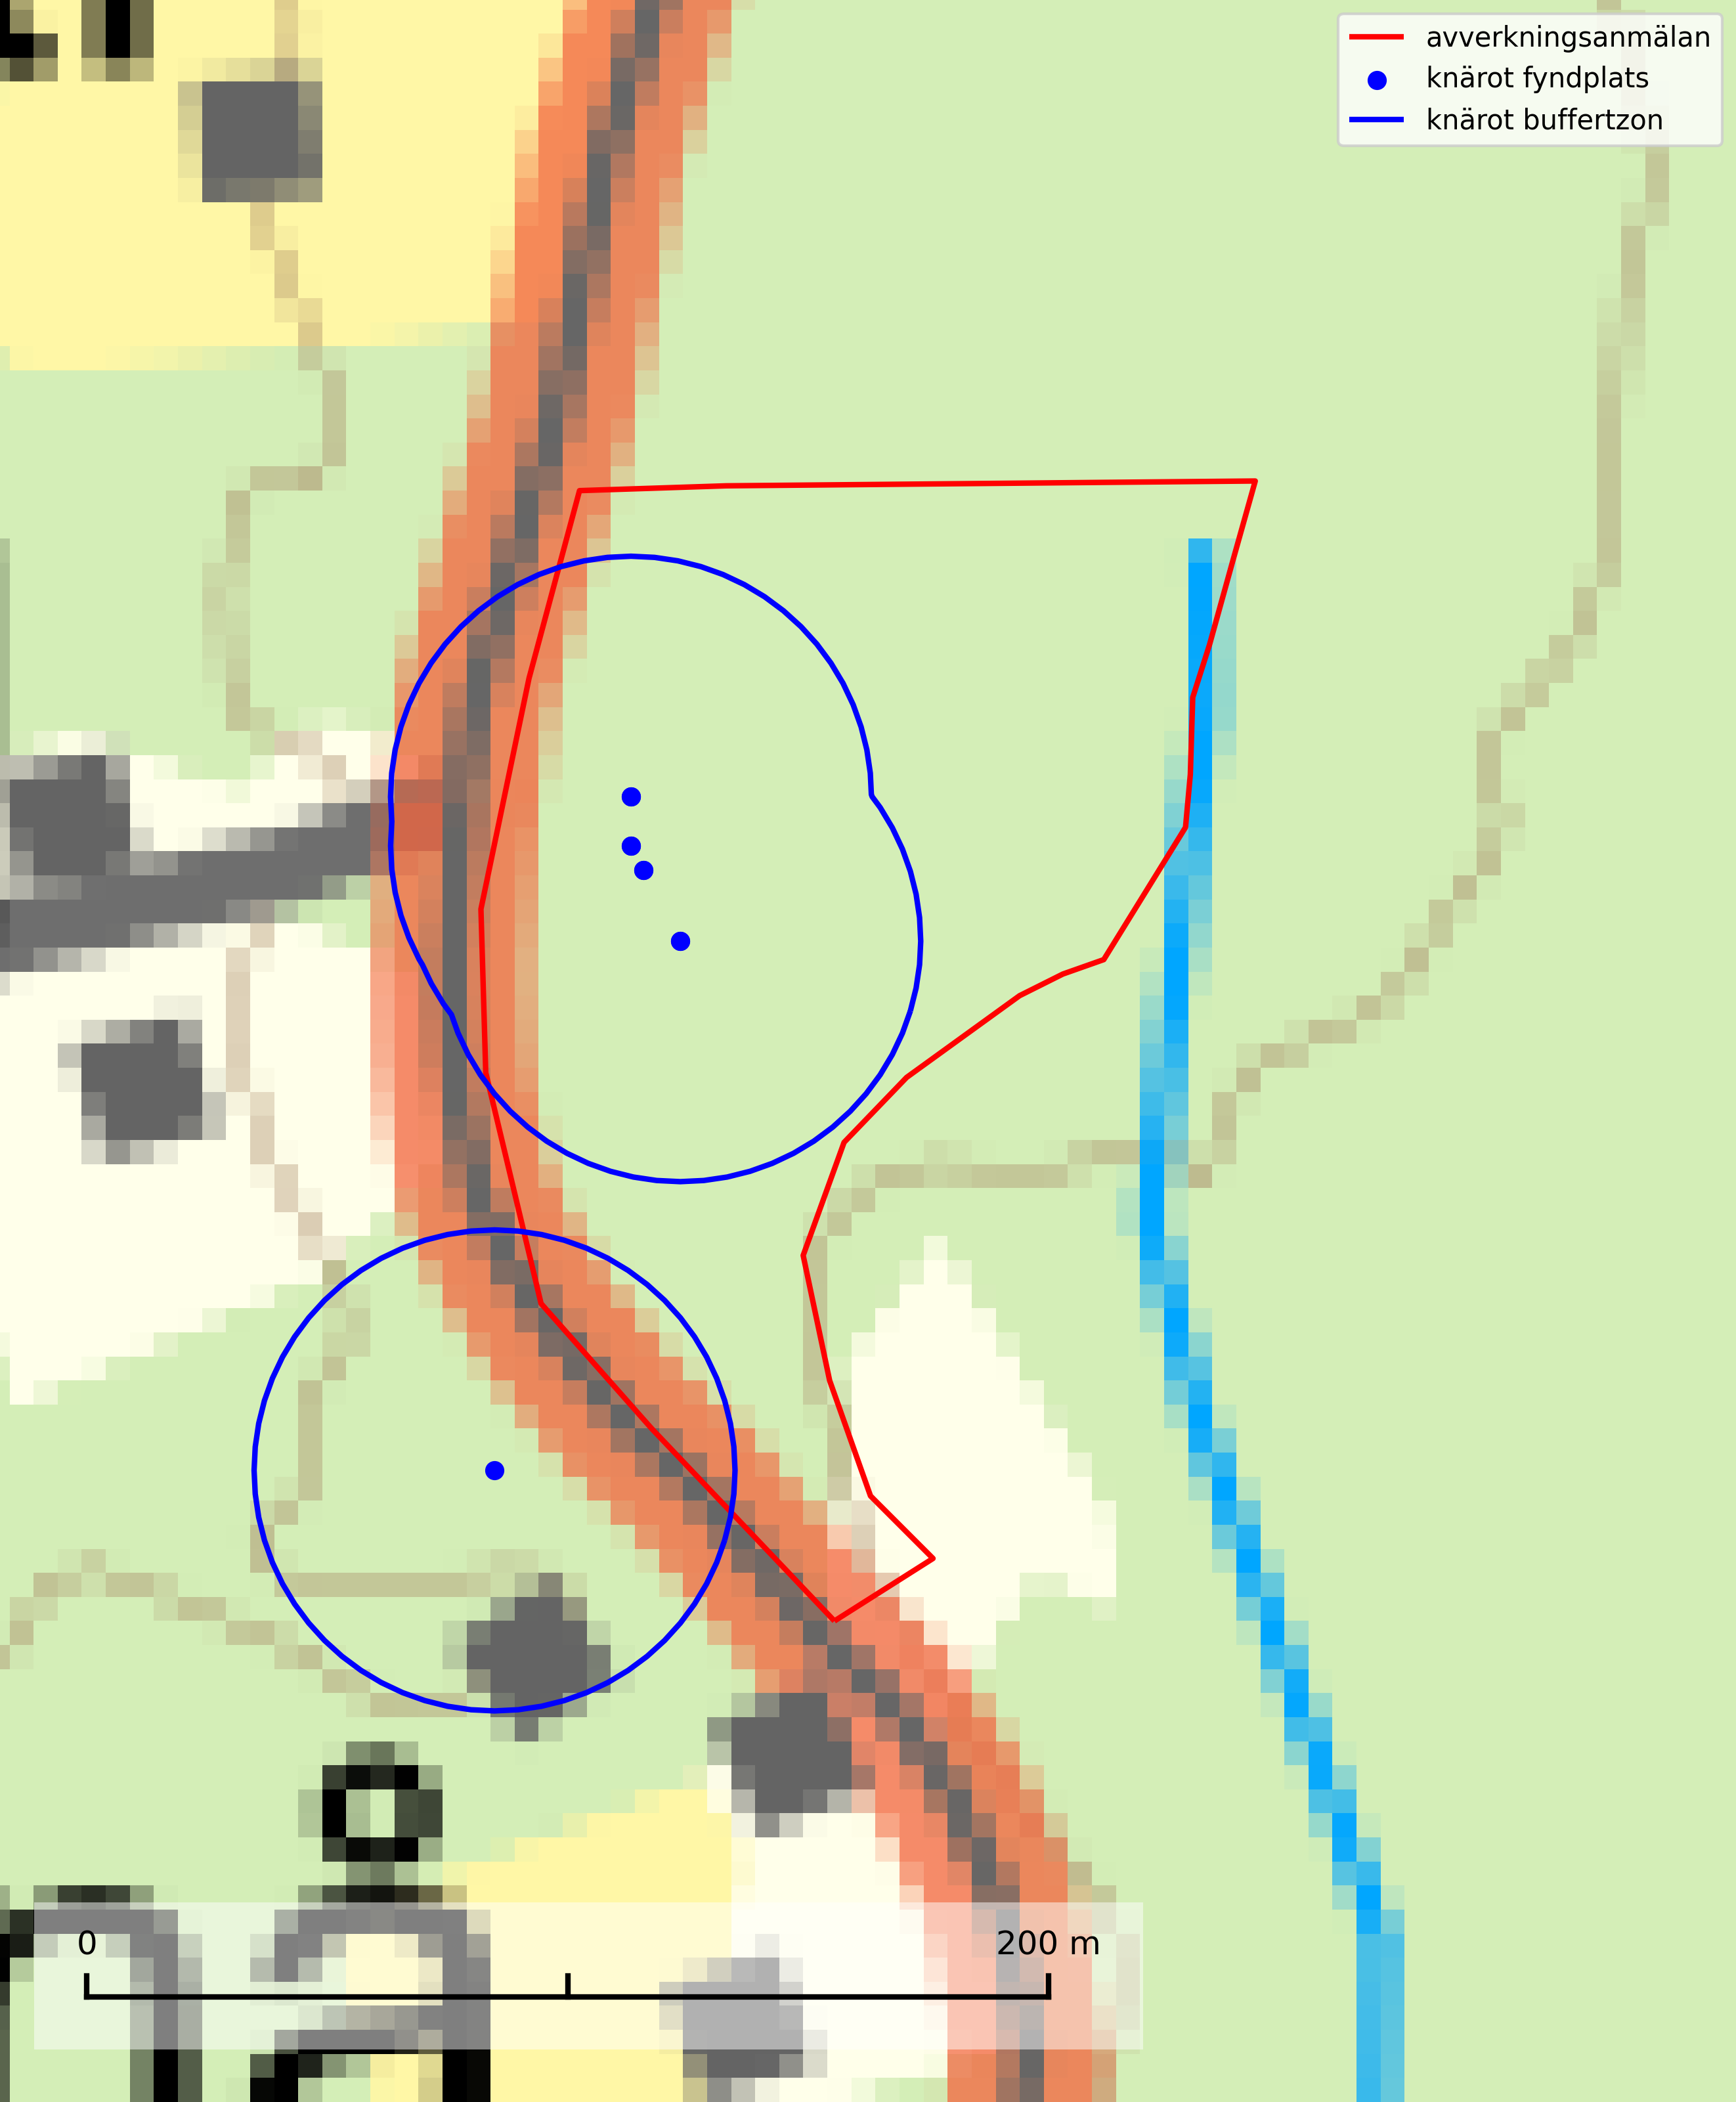 avverkningsanmälan
knärot fyndplats
knärot buffertzon
0 200 m